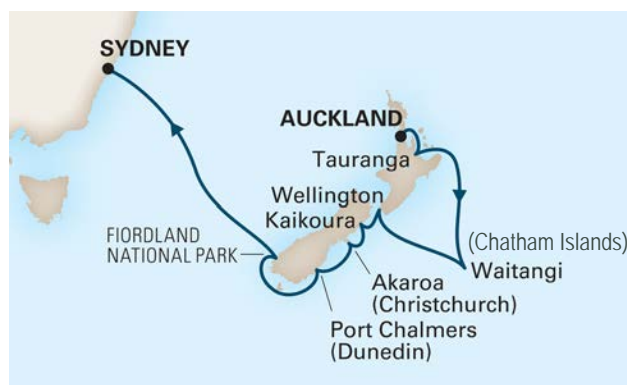 SYDNEY
AUCKLAND
Tauranga
Wellington
Kaikoura
FIORDLAND
NATIONAL PARK
(Chatham Islands)
Waitangi
Akaroa
(Christchurch)
Port Chalmers
(Dunedin)